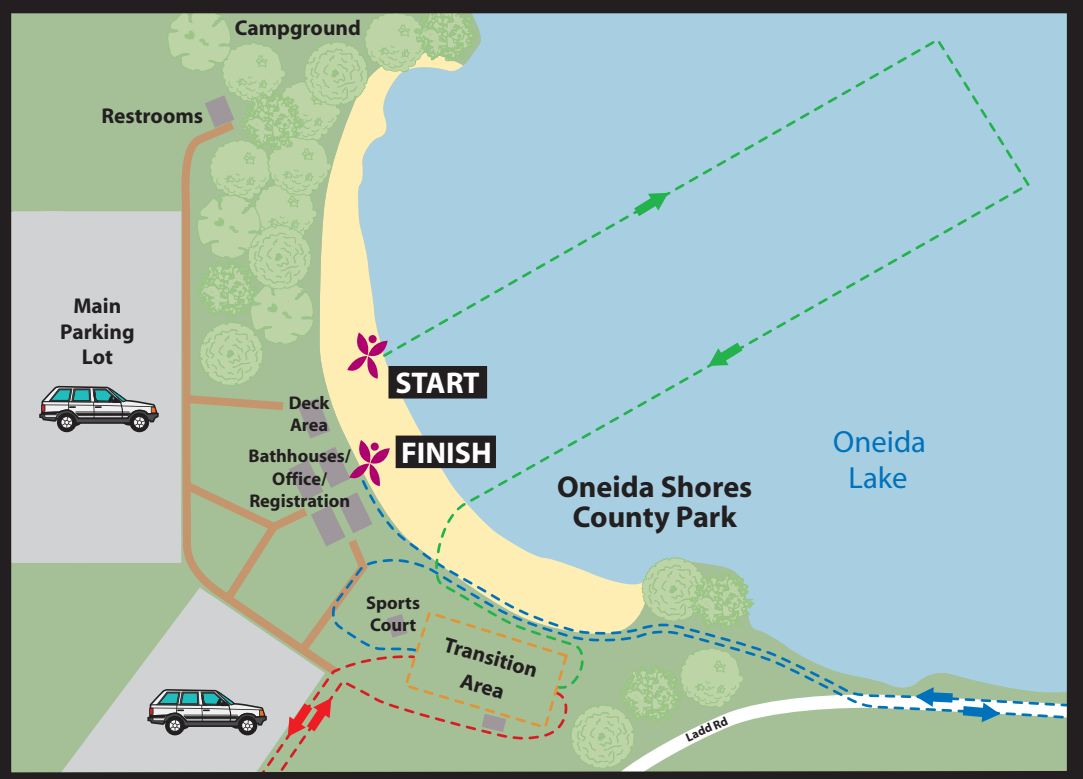 Campground
Restrooms
Main
Parking
Lot
START
Deck
Area
FINISH
Bathhouses/
Office/
Registration
Oneida
Lake
Oneida Shores
County Park
Sports
Court
Transition
Area
Ladd Rd